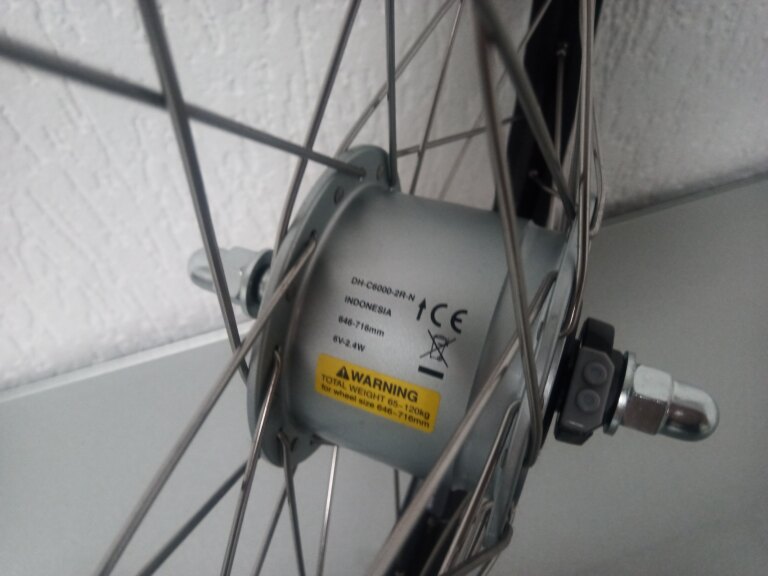 DH-C6000-2R-N
INDONESIA
646-716mm
6V-2.4W
CE
WARNING
TOTAL WEIGHT 65~120kg
for wheel size 646~716mm